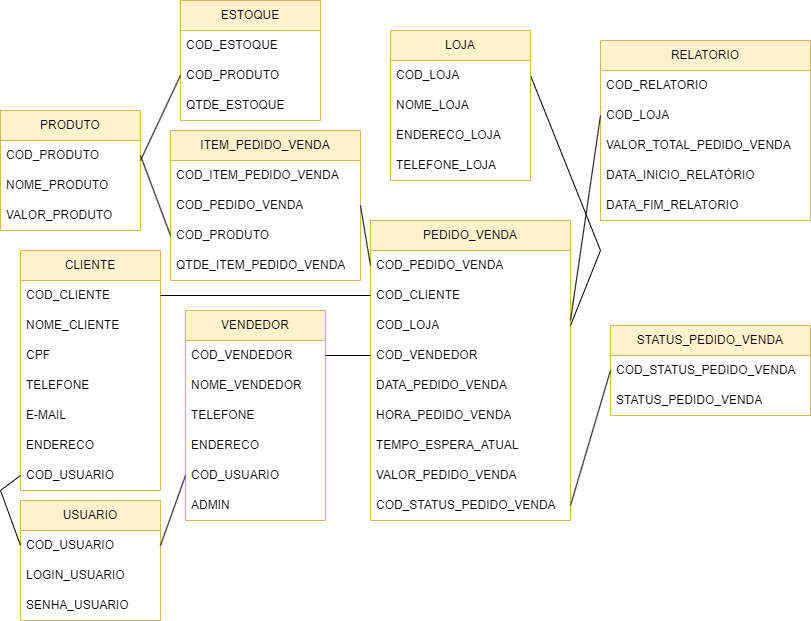 ESTOQUE
COD_ESTOQUE
COD_PRODUTO
QTDE_ESTOQUE
LOJA
COD_LOJA
NOME_LOJA
ENDERECO_LOJA
TELEFONE_LOJA
RELATORIO
COD_RELATORIO
COD_LOJA
VALOR_TOTAL_PEDIDO_VENDA
DATA_INICIO_RELATÓRIO
DATA_FIM_RELATORIO
PRODUTO
COD_PRODUTO
NOME_PRODUTO
VALOR_PRODUTO
ITEM_PEDIDO_VENDA
COD_ITEM_PEDIDO_VENDA
COD_PEDIDO_VENDA
COD_PRODUTO
QTDE_ITEM_PEDIDO_VENDA
PEDIDO_VENDA
COD_PEDIDO_VENDA
COD_CLIENTE
COD_LOJA
COD_VENDEDOR
DATA_PEDIDO_VENDA
HORA_PEDIDO_VENDA
TEMPO_ESPERA_ATUAL
VALOR_PEDIDO_VENDA
COD_STATUS_PEDIDO_VENDA
CLIENTE
COD_CLIENTE
NOME_CLIENTE
CPF
TELEFONE
E-MAIL
ENDERECO
COD_USUARIO
VENDEDOR
COD_VENDEDOR
NOME_VENDEDOR
TELEFONE
ENDERECO
COD_USUARIO
ADMIN
STATUS_PEDIDO_VENDA
COD_STATUS_PEDIDO_VENDA
STATUS_PEDIDO_VENDA
USUARIO
COD_USUARIO
LOGIN_USUARIO
SENHA_USUARIO